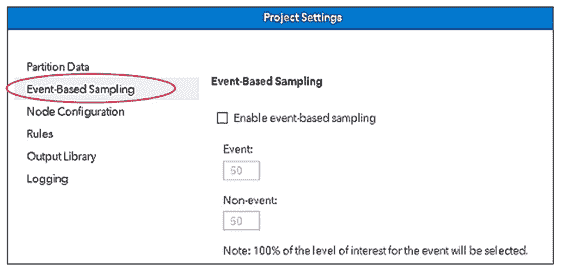 Project Settings
Partition Data
Event-Based Sampling
Node Configuration
Rules
Output Library
Logging
Event-Based Sampling
Enable event-based sampling
Event:
50
Non-event:
50
Note: 100% of the level of interest for the event will be selected.